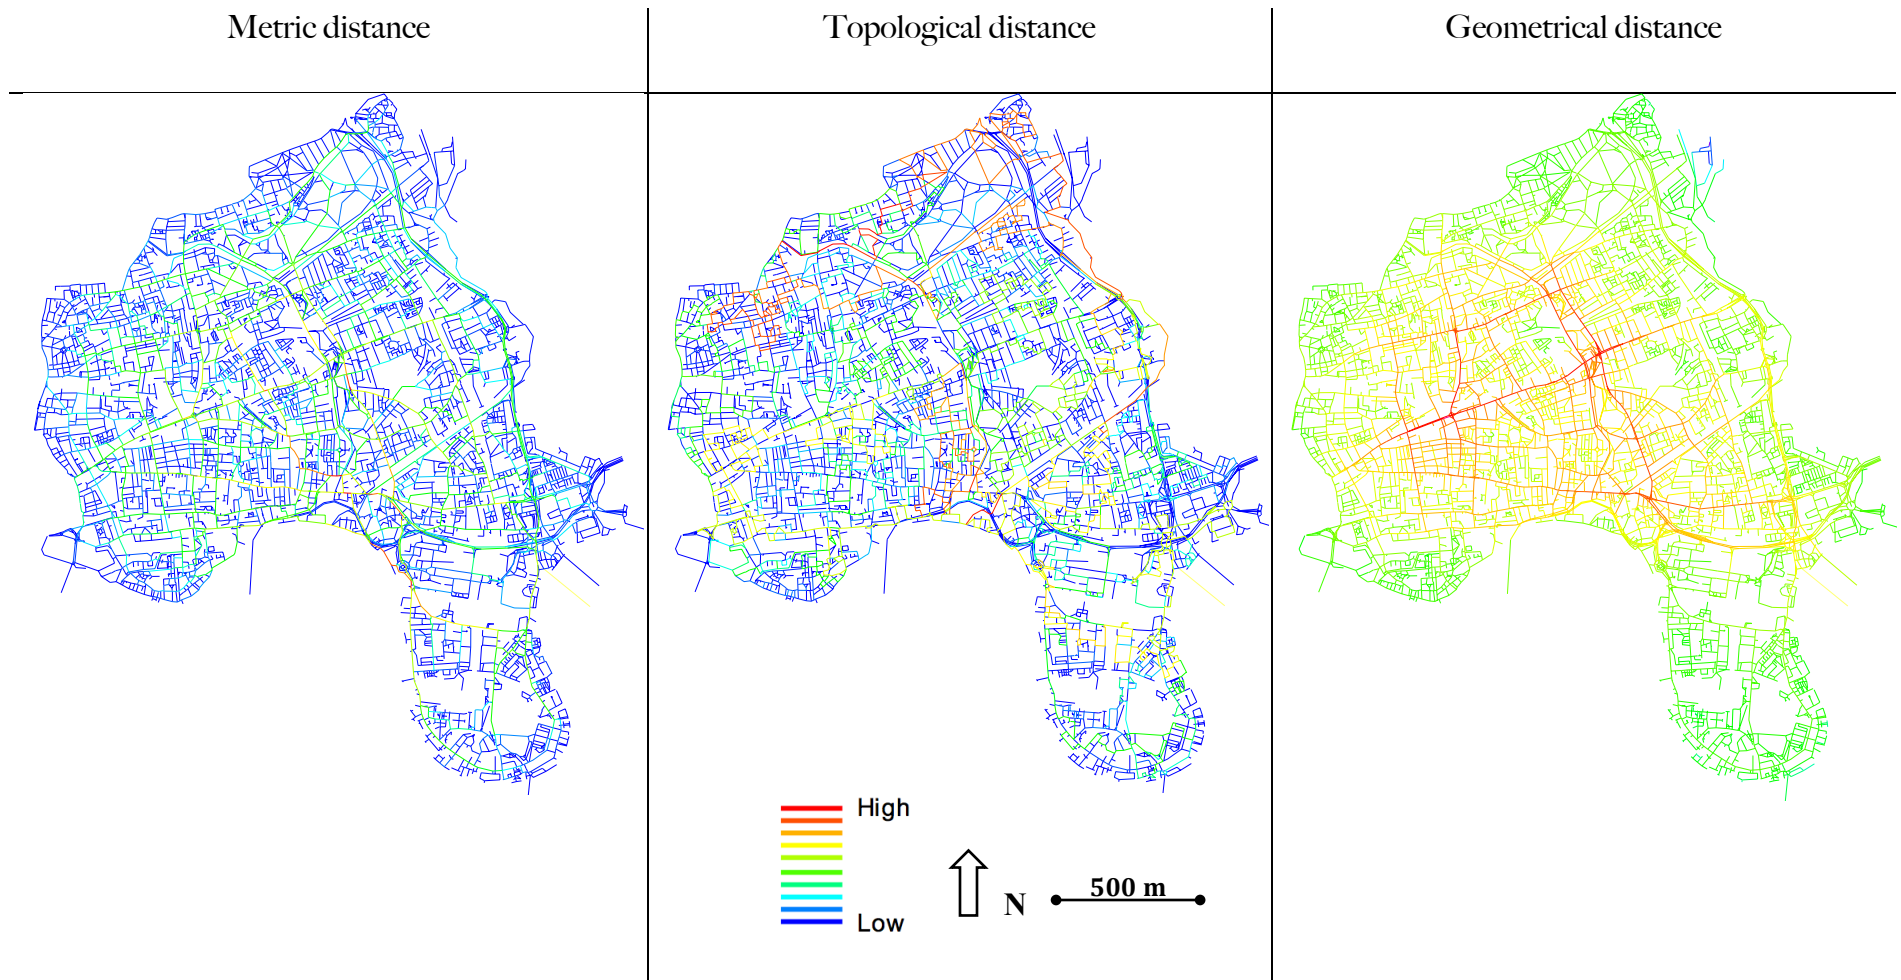 Metric distance
Topological distance
Geometrical distance
High
Low
N
500 m